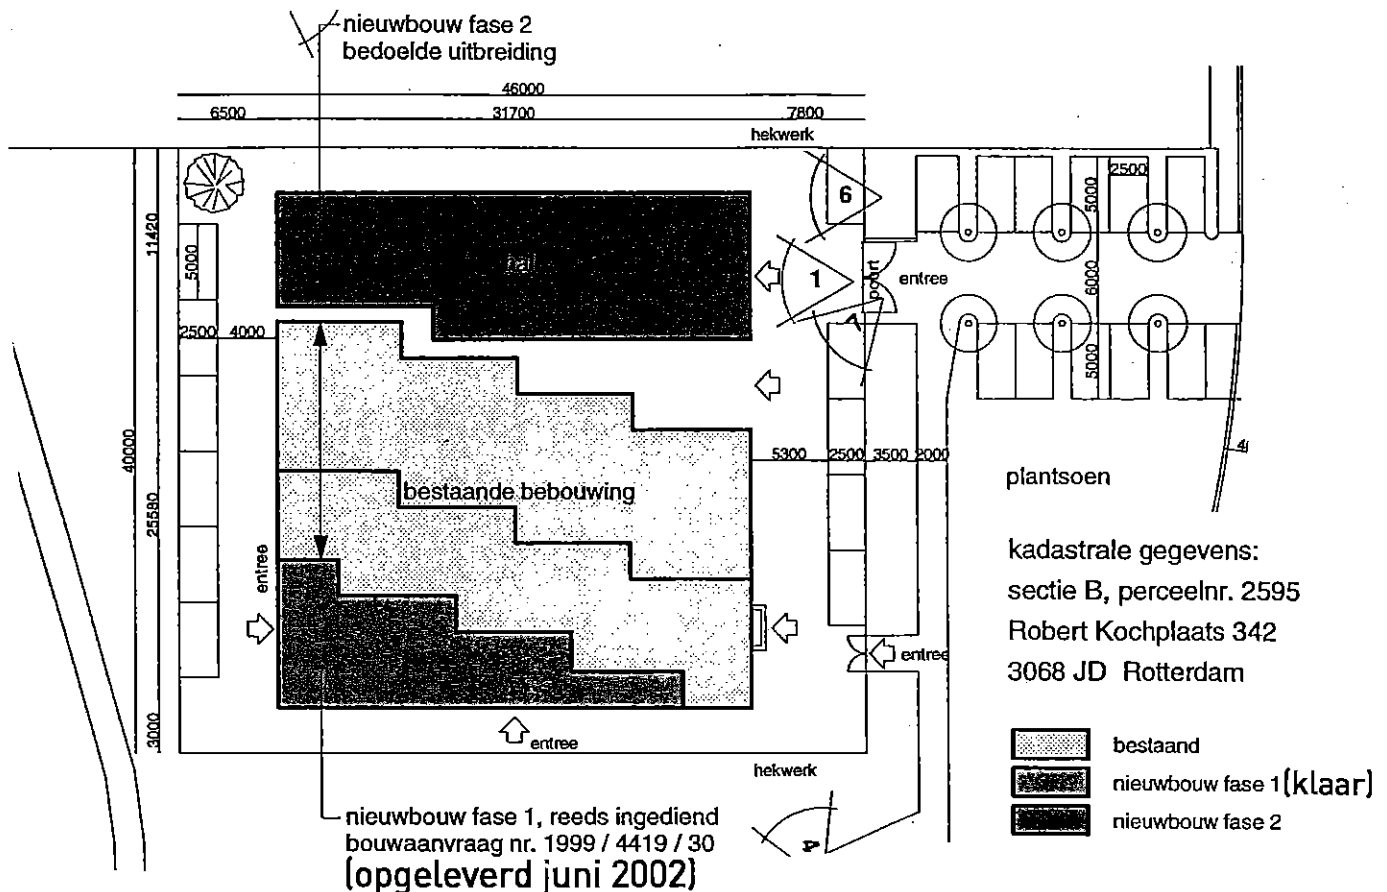 nieuwbouw fase 2
bedoelde uitbreiding
46000
6500
31700
7800
hekwerk
2500
5000
6
11420
5000
hal
1
poort
entree
6000
2500
4000
5000
40000
25580
bestaande bebouwing
5300
2500
3500
2000
plantsoen
kadastrale gegevens:
sectie B, perceelnr. 2595
Robert Kochplaats 342
3068 JD Rotterdam
entree
entree
3000
entree
hekwerk
bestaand
nieuwbouw fase 1 (klaar)
nieuwbouw fase 2
nieuwbouw fase 1, reeds ingediend
bouwaanvraag nr. 1999 / 4419 / 30
(opgeleverd juni 2002)
4